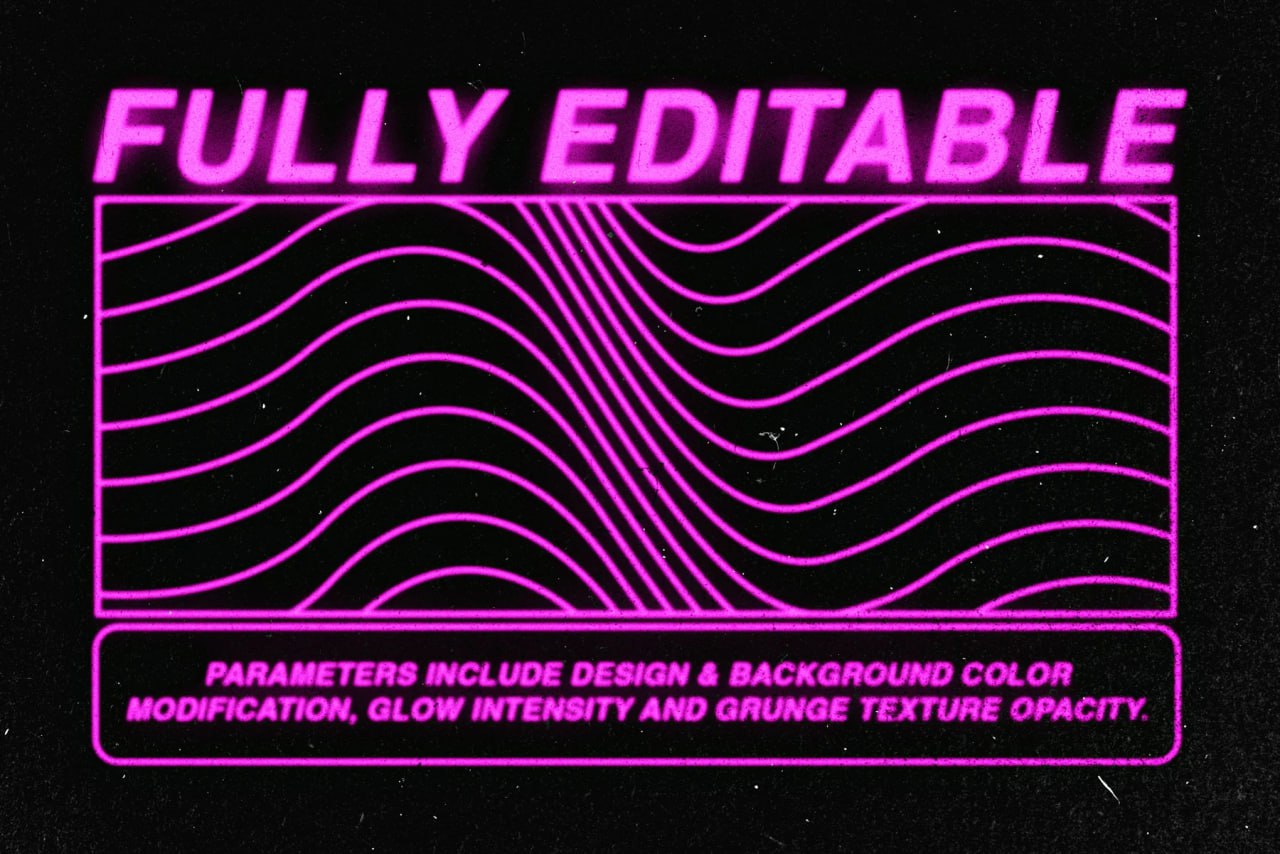 FULLY EDITABLE
PARAMETERS INCLUDE DESIGN & BACKGROUND COLOR
MODIFICATION, GLOW INTENSITY AND GRUNGE TEXTURE OPACITY.